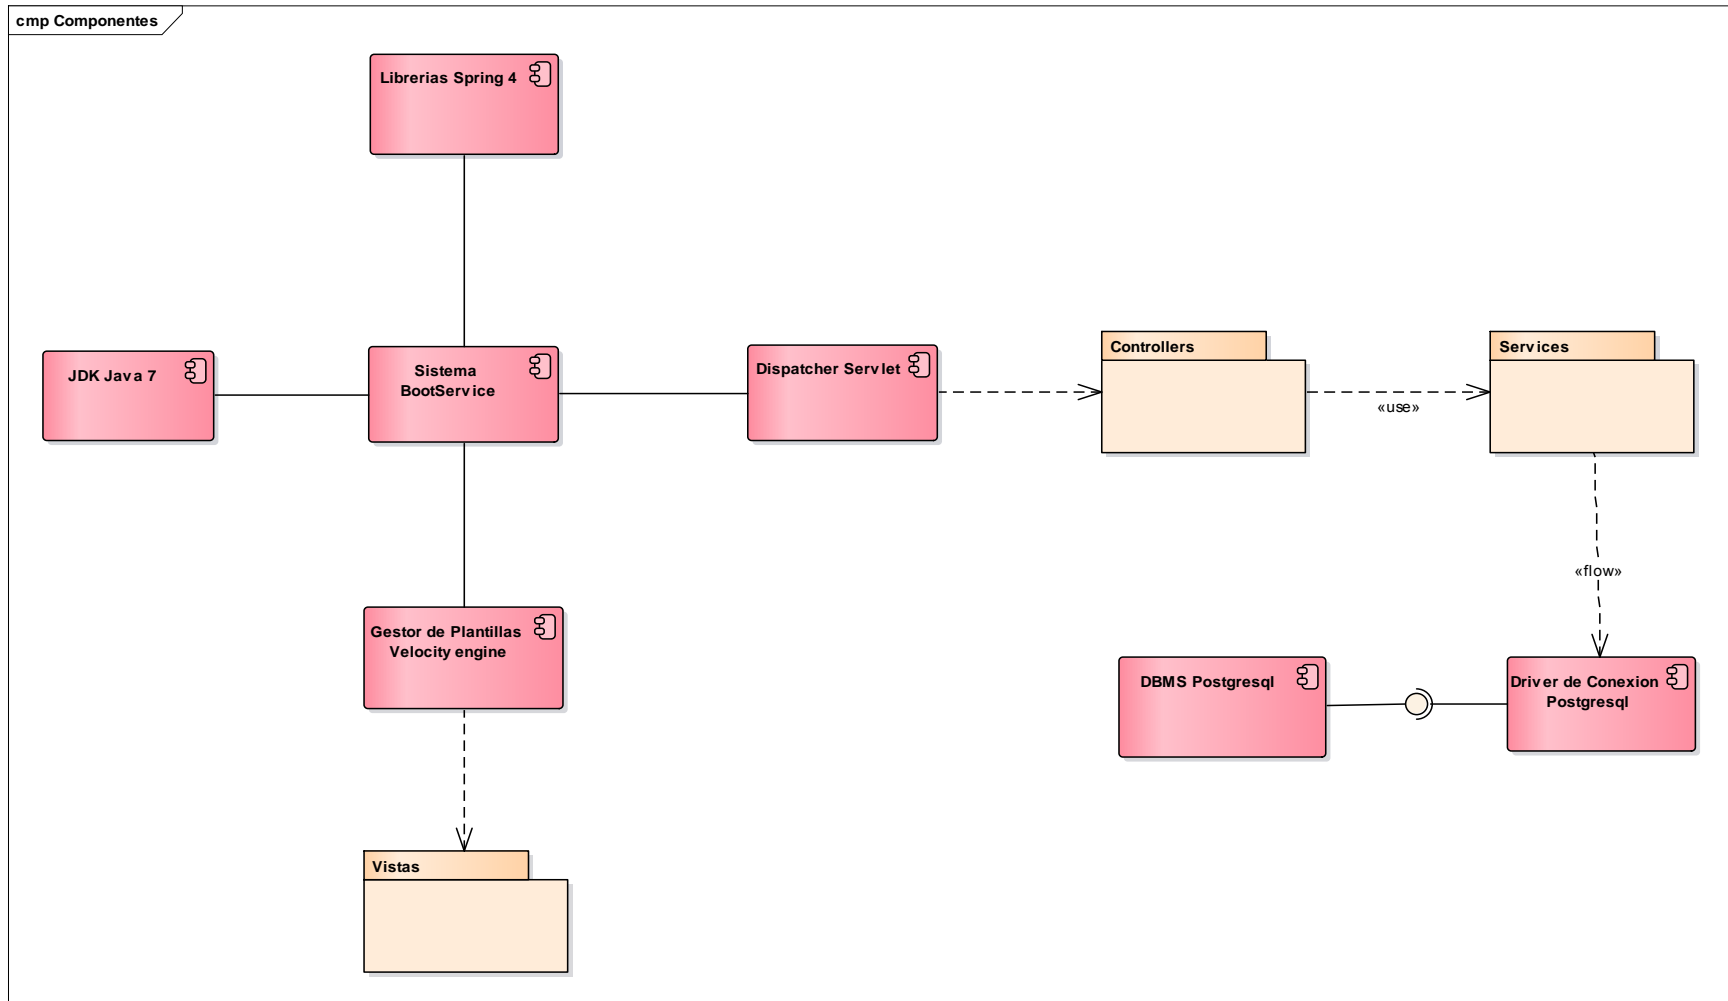 cmp Componentes
Librerias Spring 4
JDK Java 7
Sistema
BootService
Dispatcher Servlet
Controllers
«use»
Services
«flow»
Gestor de Plantillas
Velocity engine
DBMS Postgresql
Driver de Conexion
Postgresql
Vistas